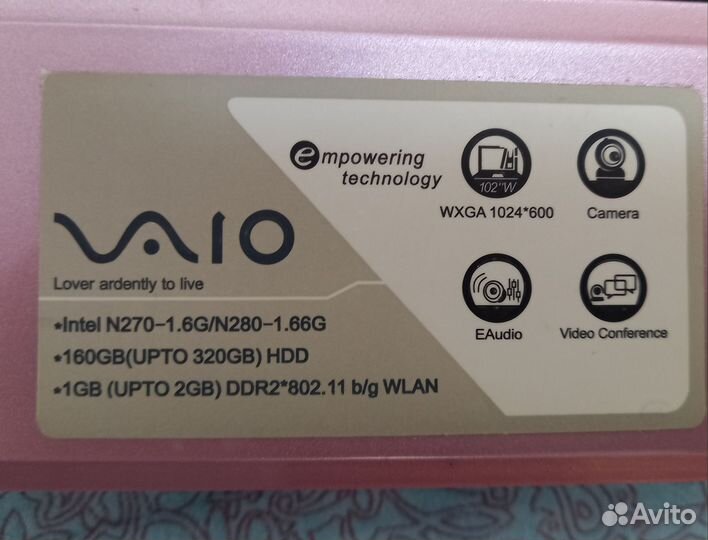 empowering
technology
102"W
WXGA 1024*600
Camera
VAIO
Lover ardently to live
*Intel N270-1.6G/N280-1.66G
*160GB(UPTO 320GB) HDD
*1GB (UPTO 2GB) DDR2*802.11 b/g WLAN
EAudio
Video Conference
Avito